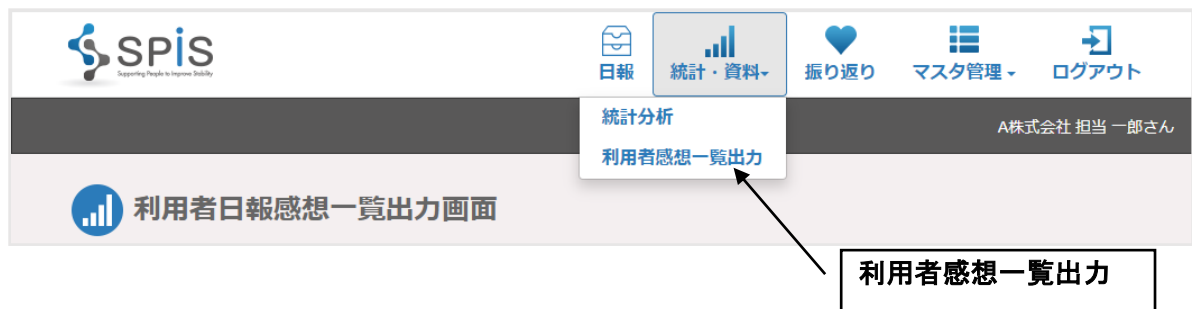 SPiS
Supporting People to Improve Stability
日報
統計・資料
振り返り
マスタ管理
ログアウト
統計分析
利用者感想一覧出力
A株式会社 担当 一郎さん
利用者日報感想一覧出力画面
利用者感想一覧出力